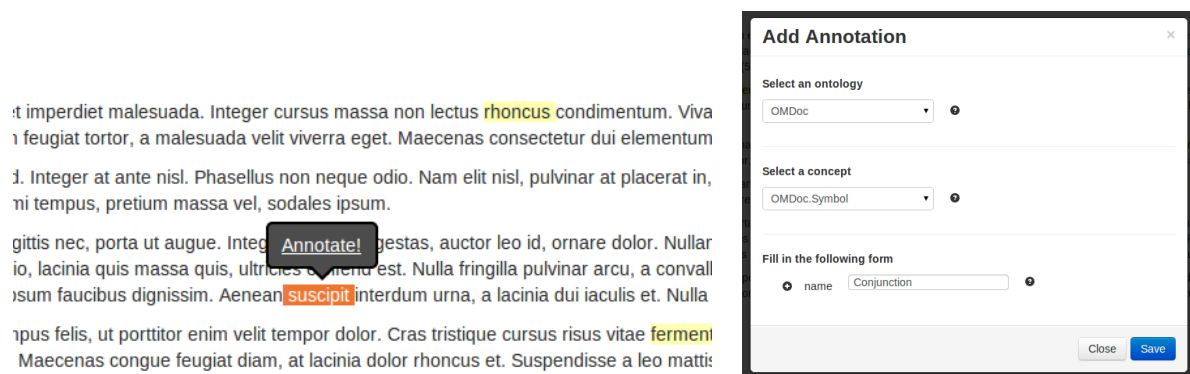 et imperdiet malesuada. Integer cursus massa non lectus rhoncus condimentum. Viva
feugiat tortor, a malesuada velit viverra eget. Maecenas consectetur dui elementum
d. Integer at ante nisl. Phasellus non neque odio. Nam elit nisl, pulvinar at placerat in,
mi tempus, pretium massa vel, sodales ipsum.
Annotate!
gittis nec, porta ut augue. Integ gestas, auctor leo id, ornare dolor. Nullar
io, lacinia quis massa quis, ultricies eleifend est. Nulla fringilla pulvinar arcu, a convall
osum faucibus dignissim. Aenean suscipit interdum urna, a lacinia dui iaculis et. Nulla
npus felis, ut porttitor enim velit tempor dolor. Cras tristique cursus risus vitae ferment
Maecenas congue feugiat diam, at lacinia dolor rhoncus et. Suspendisse a leo mattis
Add Annotation ×
Select an ontology
OMDoc
Select a concept
OMDoc.Symbol
Fill in the following form
name Conjunction
Close Save